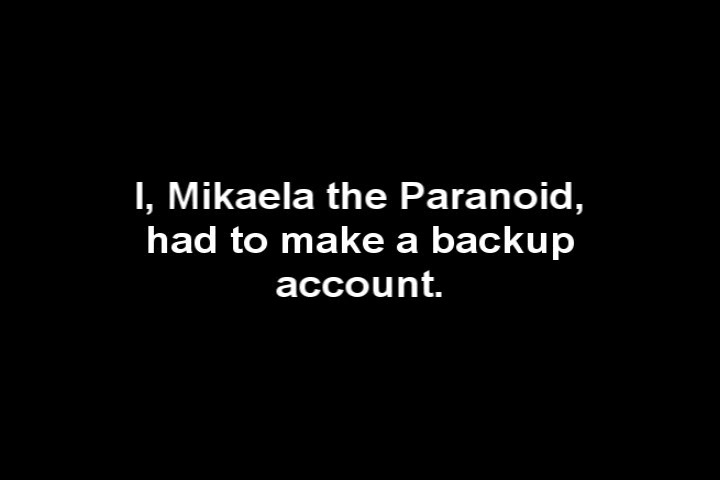 I, Mikaela the Paranoid,
had to make a backup
account.